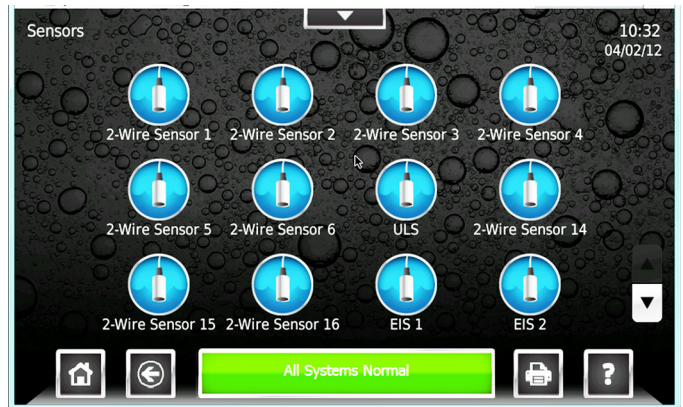 Sensors
10:32
04/02/12
2-Wire Sensor 1
2-Wire Sensor 2
2-Wire Sensor 3
2-Wire Sensor 4
2-Wire Sensor 5
2-Wire Sensor 6
ULS
2-Wire Sensor 14
2-Wire Sensor 15
2-Wire Sensor 16
EIS 1
EIS 2
All Systems Normal
?